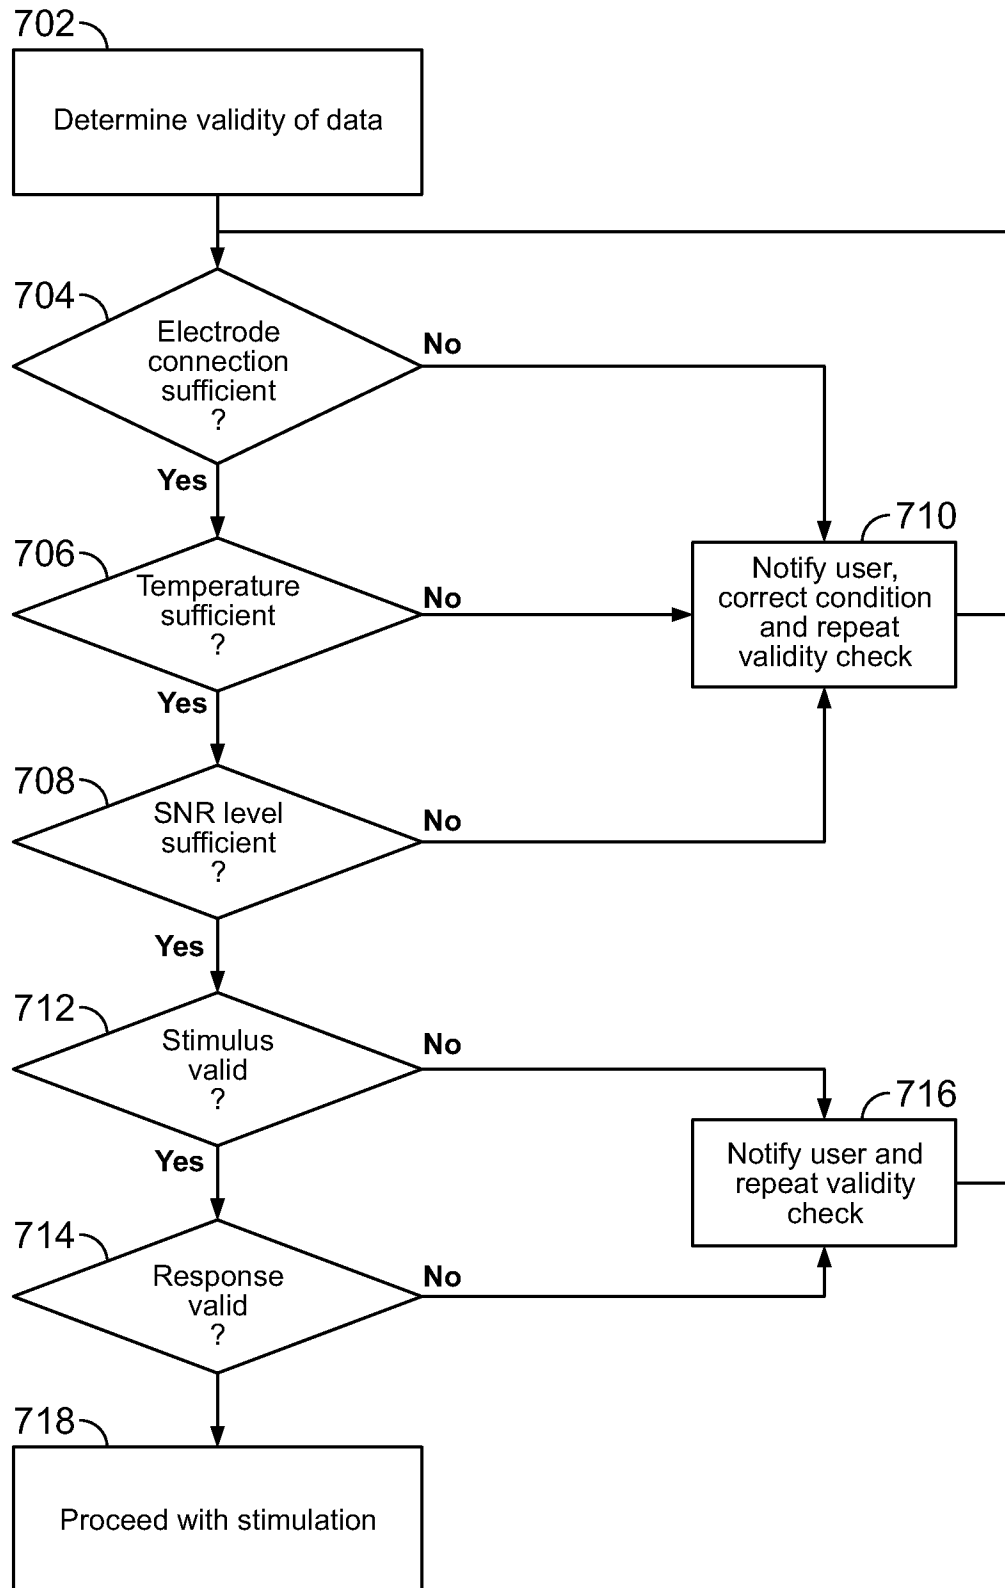 702
Determine validity of data
704
Electrode
connection
sufficient
?
No
Yes
706
Temperature
sufficient
?
No
710
Notify user,
correct condition
and repeat
validity check
Yes
708
SNR level
sufficient
?
No
Yes
712
Stimulus
valid
?
No
716
Notify user and
repeat validity
check
Yes
714
Response
valid
?
No
718
Proceed with stimulation